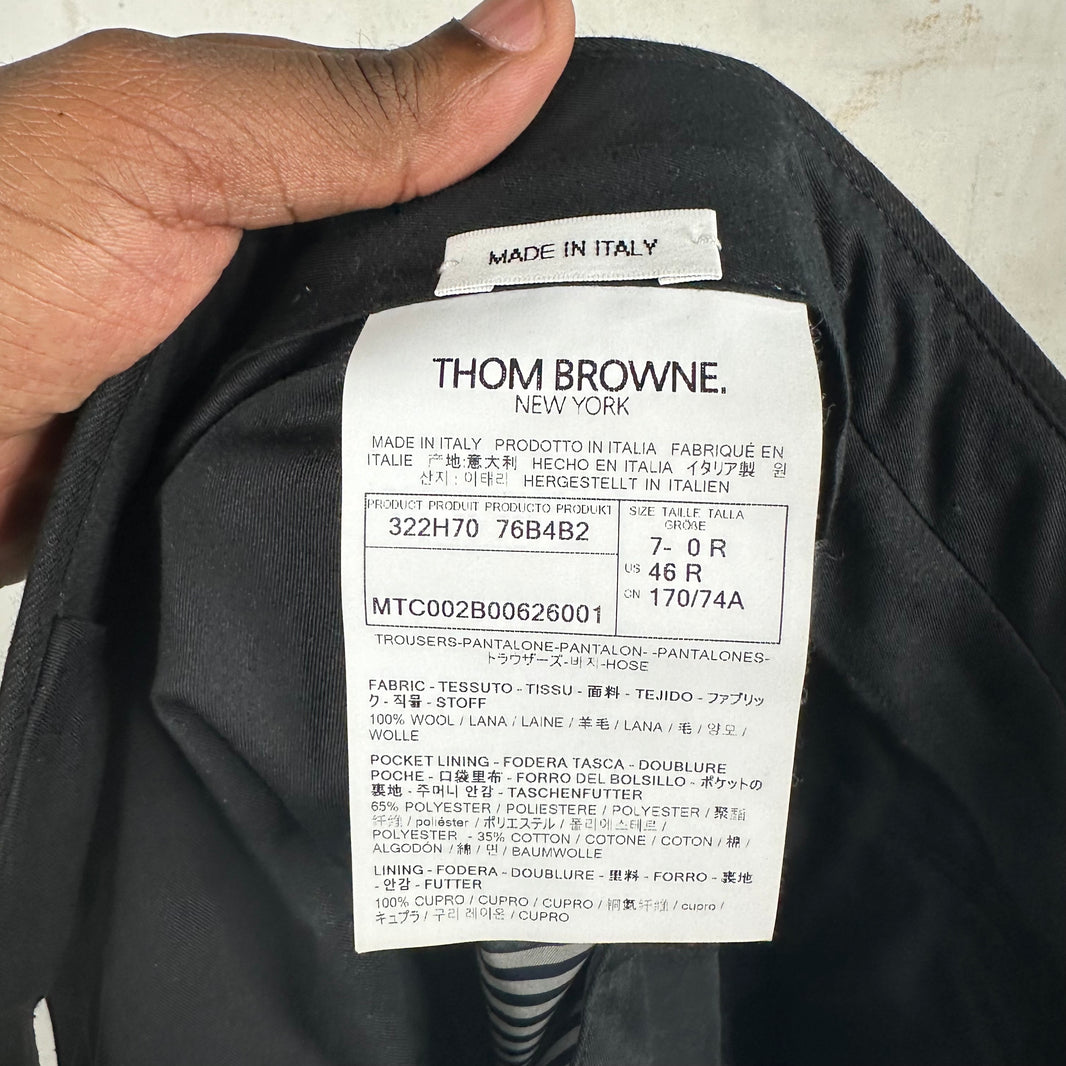 MADE IN ITALY
THOM BROWNE.
NEW YORK
MADE IN ITALY PRODOTTO IN ITALIA FABRIQUÉ EN
ITALIE 产地:意大利 HECHO EN ITALIA イタリア製 원
산지 : 이태리 HERGESTELLT IN ITALIEN
PRODUCT PRODUIT PRODUCTO PRODUKT
322H70 76B4B2
MTC002B00626001
SIZE TAILLE TALLA
GRÖßE
7- 0 R
US 46 R
CN 170/74A
TROUSERS-PANTALONE-PANTALON- -PANTALONES-
トラウザーズ-바지-HOSE
FABRIC - TESSUTO - TISSU - 面料 - TEJIDO - ファブリッ
ク - 직물 - STOFF
100% WOOL / LANA / LAINE / 羊毛 / LANA / 毛 / 양모 /
WOLLE
POCKET LINING - FODERA TASCA - DOUBLURE
POCHE - 口袋里布 - FORRO DEL BOLSILLO - ポケットの
裏地 - 주머니 안감 - TASCHENFUTTER
65% POLYESTER / POLIESTERE / POLYESTER / 聚酯
纤维 / poliéster / ポリエステル / 폴리에스테르 /
POLYESTER - 35% COTTON / COTONE / COTON / 棉 /
ALGODÓN / 綿 / 면 / BAUMWOLLE
LINING - FODERA - DOUBLURE - 里料 - FORRO - 裏地
- 안감 - FUTTER
100% CUPRO / CUPRO / CUPRO / 铜氨纤维 / cupro /
キュプラ / 구리 레이온 / CUPRO